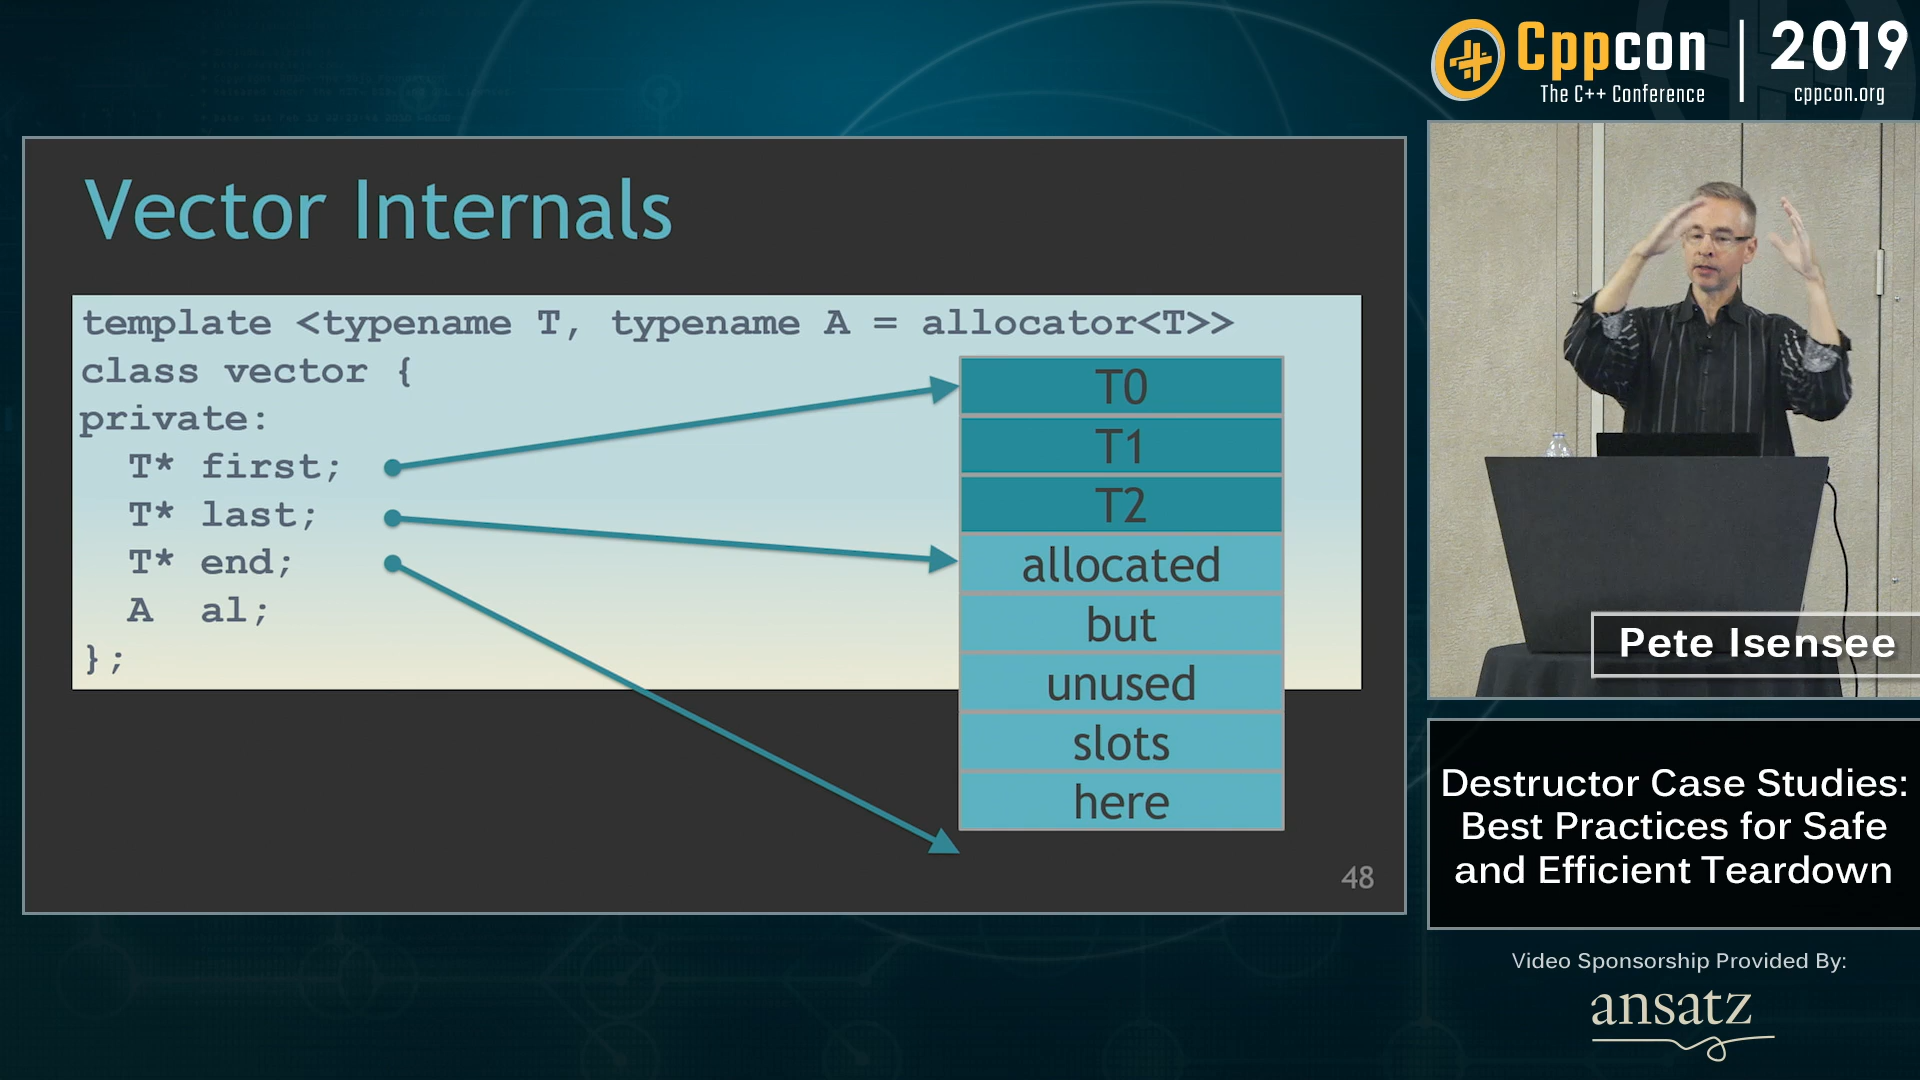 Cppcon
The C++ Conference
2019
cppcon.org
Vector Internals
template <typename T, typename A = allocator<T>>
class vector {
private:
T* first;
T* last;
T* end;
A al;
};
T0
T1
T2
allocated
but
unused
slots
here
48
Pete Isensee
Destructor Case Studies:
Best Practices for Safe
and Efficient Teardown
Video Sponsorship Provided By:
ansatz